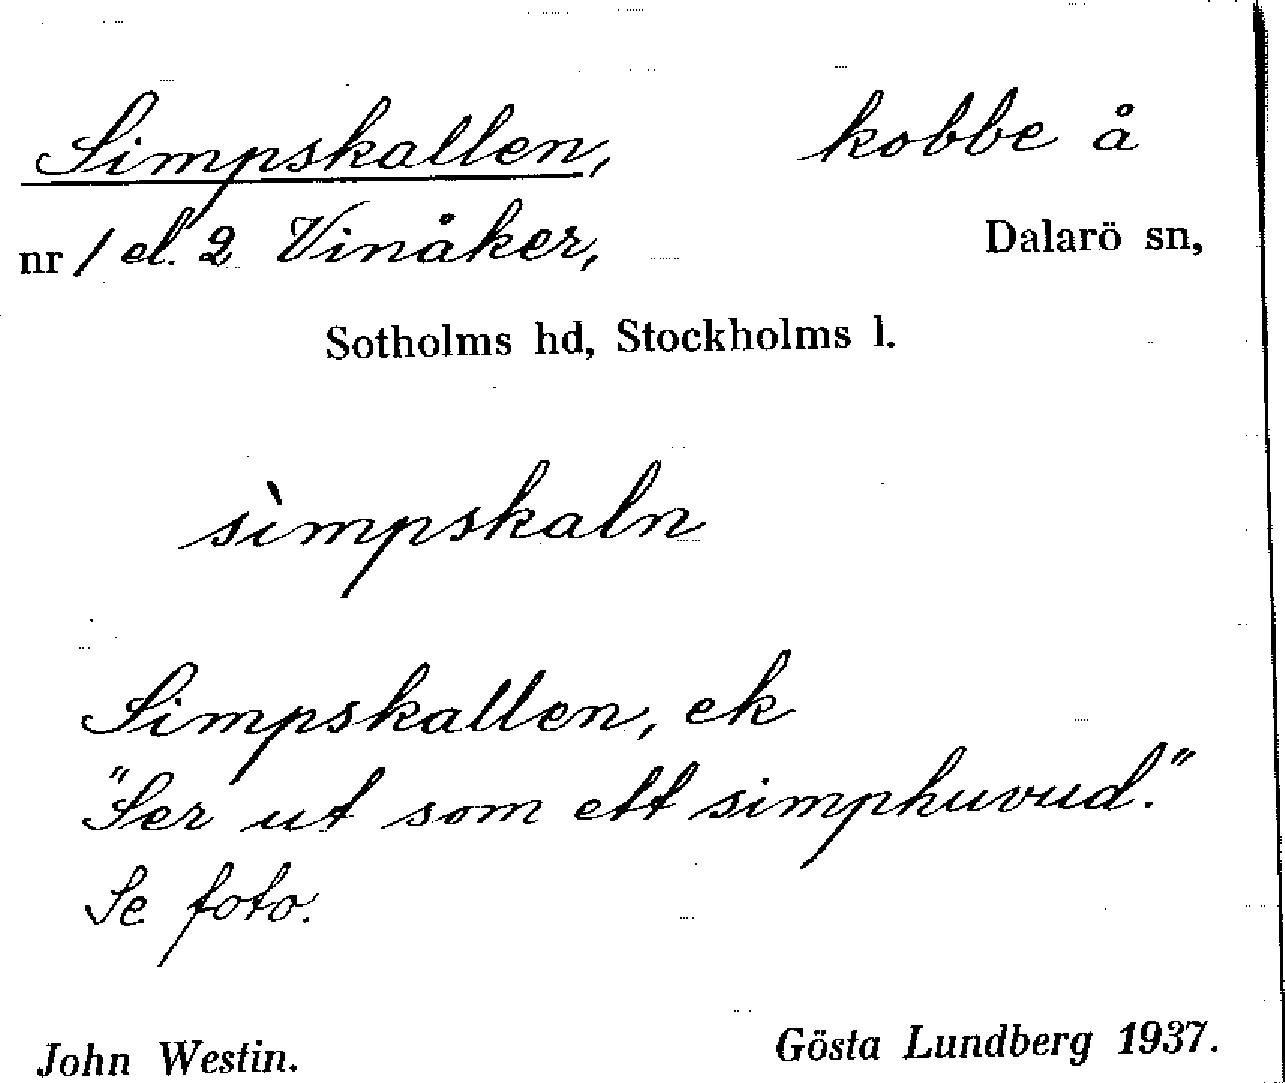 Simpskallen, kobbe å
nr 1 el. 2 Vinåker, Dalarö sn,
Sotholms hd, Stockholms l.
sìmpskaln
Simpskallen, ek
"Ser ut som ett simphuvud."
Se foto.
John Westin. Gösta Lundberg 1937.